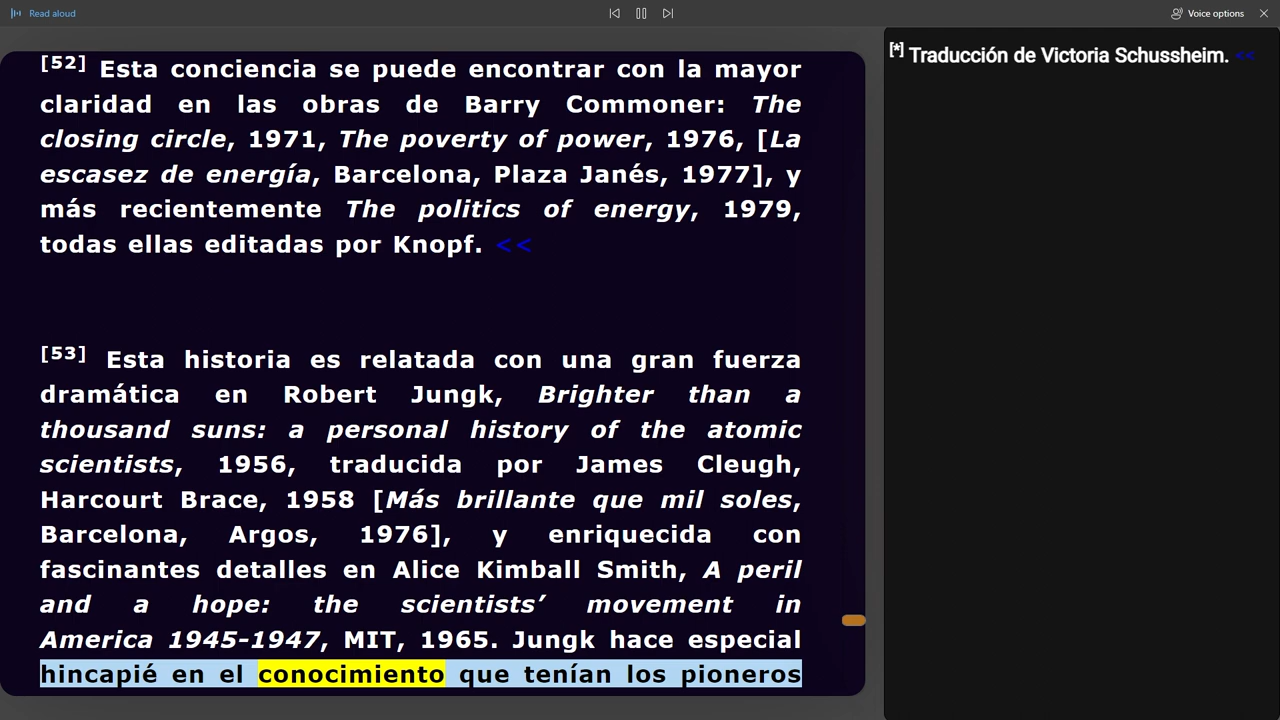 Read aloud
Voice options
[52] Esta conciencia se puede encontrar con la mayor
claridad en las obras de Barry Commoner: The
closing circle, 1971, The poverty of power, 1976, [La
escasez de energía, Barcelona, Plaza Janés, 1977], y
más recientemente The politics of energy, 1979,
todas ellas editadas por Knopf. <<
[53] Esta historia es relatada con una gran fuerza
dramática en Robert Jungk, Brighter than a
thousand suns: a personal history of the atomic
scientists, 1956, traducida por James Cleugh,
Harcourt Brace, 1958 [Más brillante que mil soles,
Barcelona, Argos, 1976], y enriquecida con
fascinantes detalles en Alice Kimball Smith, A peril
and a hope: the scientists’ movement in
America 1945-1947, MIT, 1965. Jungk hace especial
hincapié en el conocimiento que tenían los pioneros
[*] Traducción de Victoria Schussheim. <<